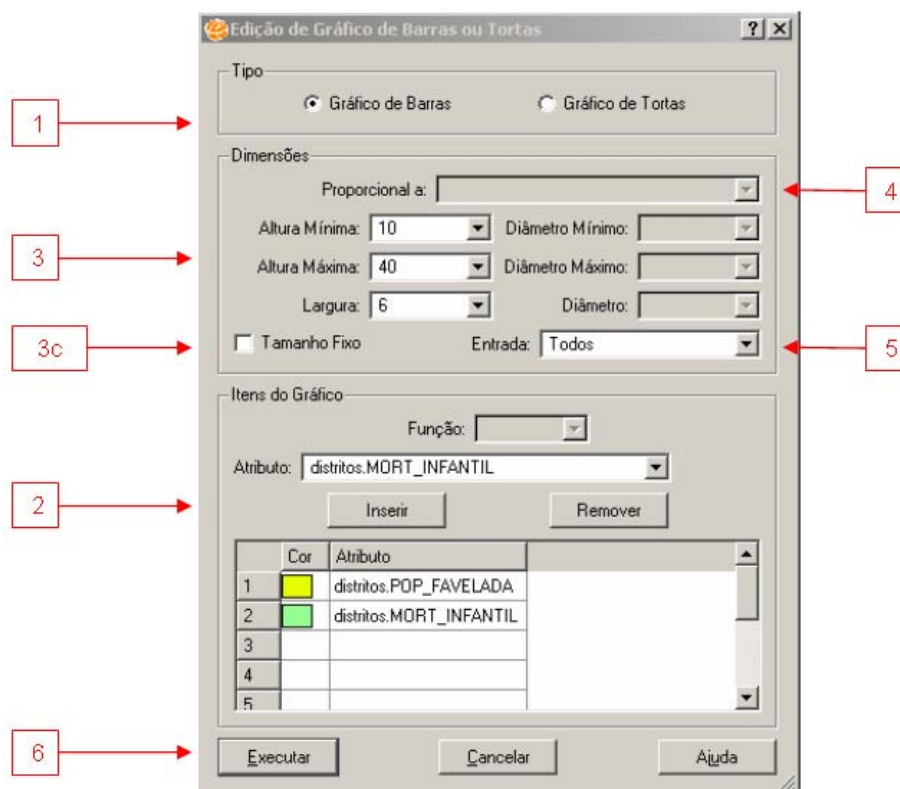 Edição de Gráfico de Barras ou Tortas
Tipo
Gráfico de Barras Gráfico de Tortas
1
Dimensões
Proporcional a:
4
Altura Mínima: 10 Diâmetro Mínimo:
3
Altura Máxima: 40 Diâmetro Máximo:
Largura: 6 Diâmetro:
3c
Tamanho Fixo Entrada: Todos
5
Itens do Gráfico
Função:
Atributo: distritos.MORT_INFANTIL
2
Inserir Remover
Cor Atributo
1 distritos.POP_FAVELADA
2 distritos.MORT_INFANTIL
3
4
5
6
Executar Cancelar Ajuda